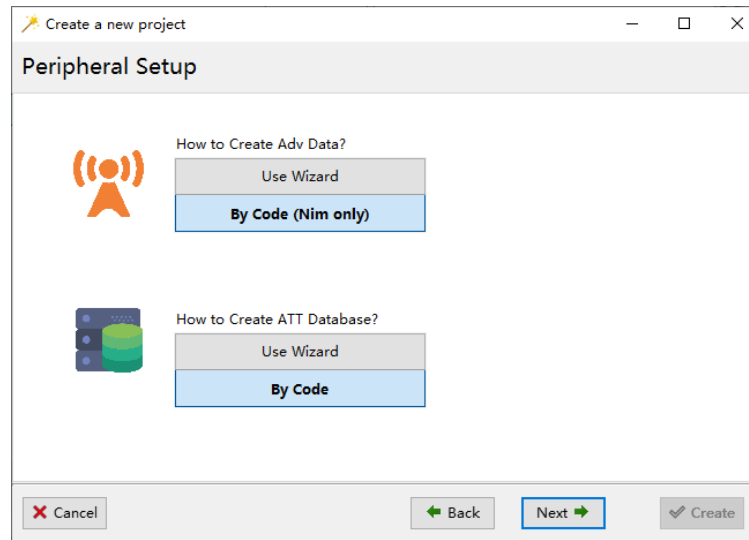 Create a new project
Peripheral Setup
How to Create Adv Data?
Use Wizard
By Code (Nim only)
How to Create ATT Database?
Use Wizard
By Code
Cancel
Back
Next
Create